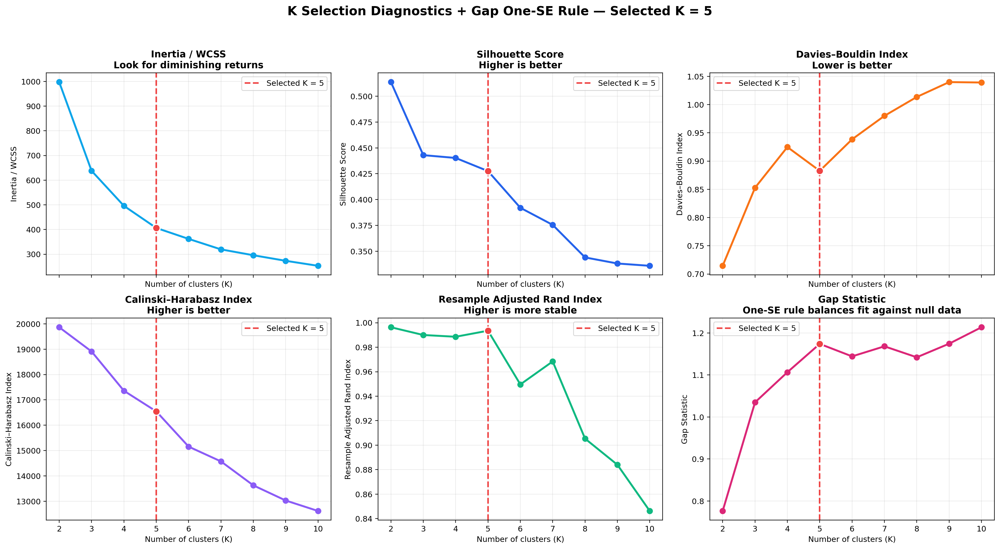 K Selection Diagnostics + Gap One-SE Rule — Selected K = 5
Inertia / WCSS
Look for diminishing returns
Selected K = 5
1000
900
800
700
600
500
400
300
Inertia / WCSS
Number of clusters (K)
Silhouette Score
Higher is better
Selected K = 5
0.500
0.475
0.450
0.425
0.400
0.375
0.350
Silhouette Score
Number of clusters (K)
Davies–Bouldin Index
Lower is better
Selected K = 5
1.05
1.00
0.95
0.90
0.85
0.80
0.75
0.70
Davies–Bouldin Index
Number of clusters (K)
Calinski–Harabasz Index
Higher is better
Selected K = 5
20000
19000
18000
17000
16000
15000
14000
13000
Calinski–Harabasz Index
2 3 4 5 6 7 8 9 10
Number of clusters (K)
Resample Adjusted Rand Index
Higher is more stable
Selected K = 5
1.00
0.98
0.96
0.94
0.92
0.90
0.88
0.86
0.84
Resample Adjusted Rand Index
2 3 4 5 6 7 8 9 10
Number of clusters (K)
Gap Statistic
One-SE rule balances fit against null data
Selected K = 5
1.2
1.1
1.0
0.9
0.8
Gap Statistic
2 3 4 5 6 7 8 9 10
Number of clusters (K)